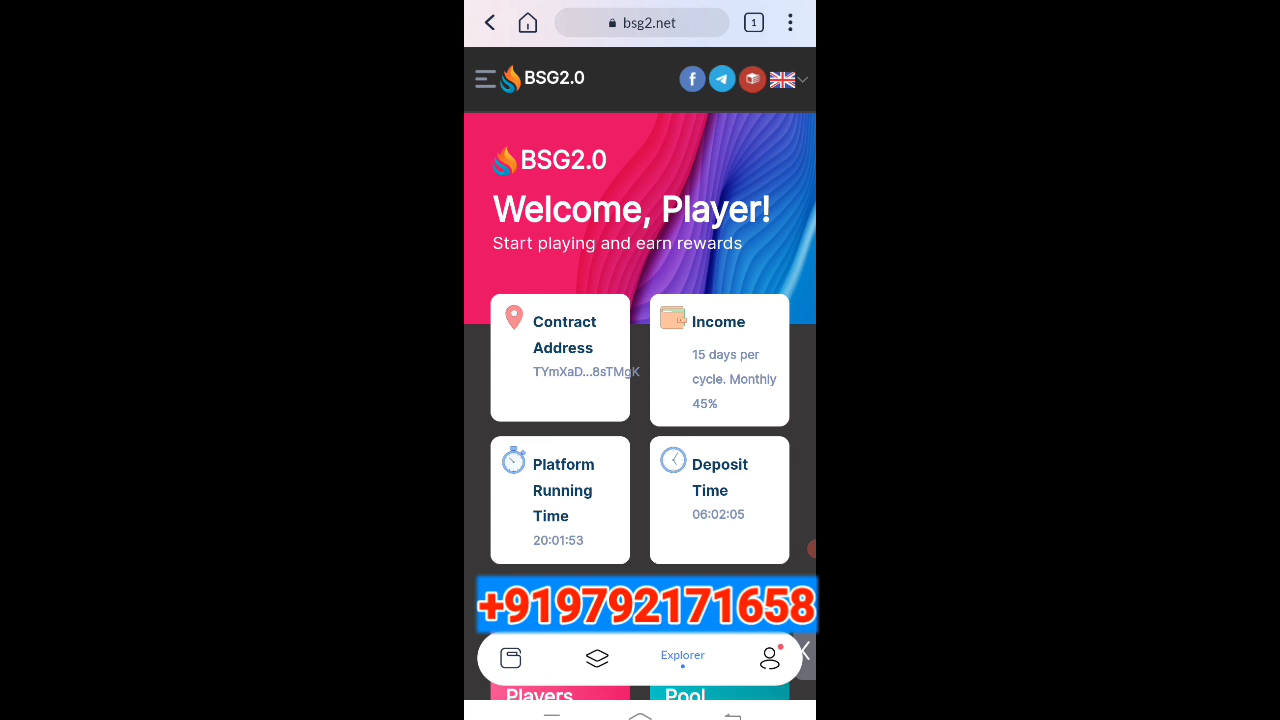 bsg2.net
1
BSG2.0
BSG2.0
Welcome, Player!
Start playing and earn rewards
Contract
Address
TYmXaD...8sTMgK
Income
15 days per
cycle. Monthly
45%
Platform
Running
Time
20:01:53
Deposit
Time
06:02:05
+919792171658
Explorer
Players
Pool